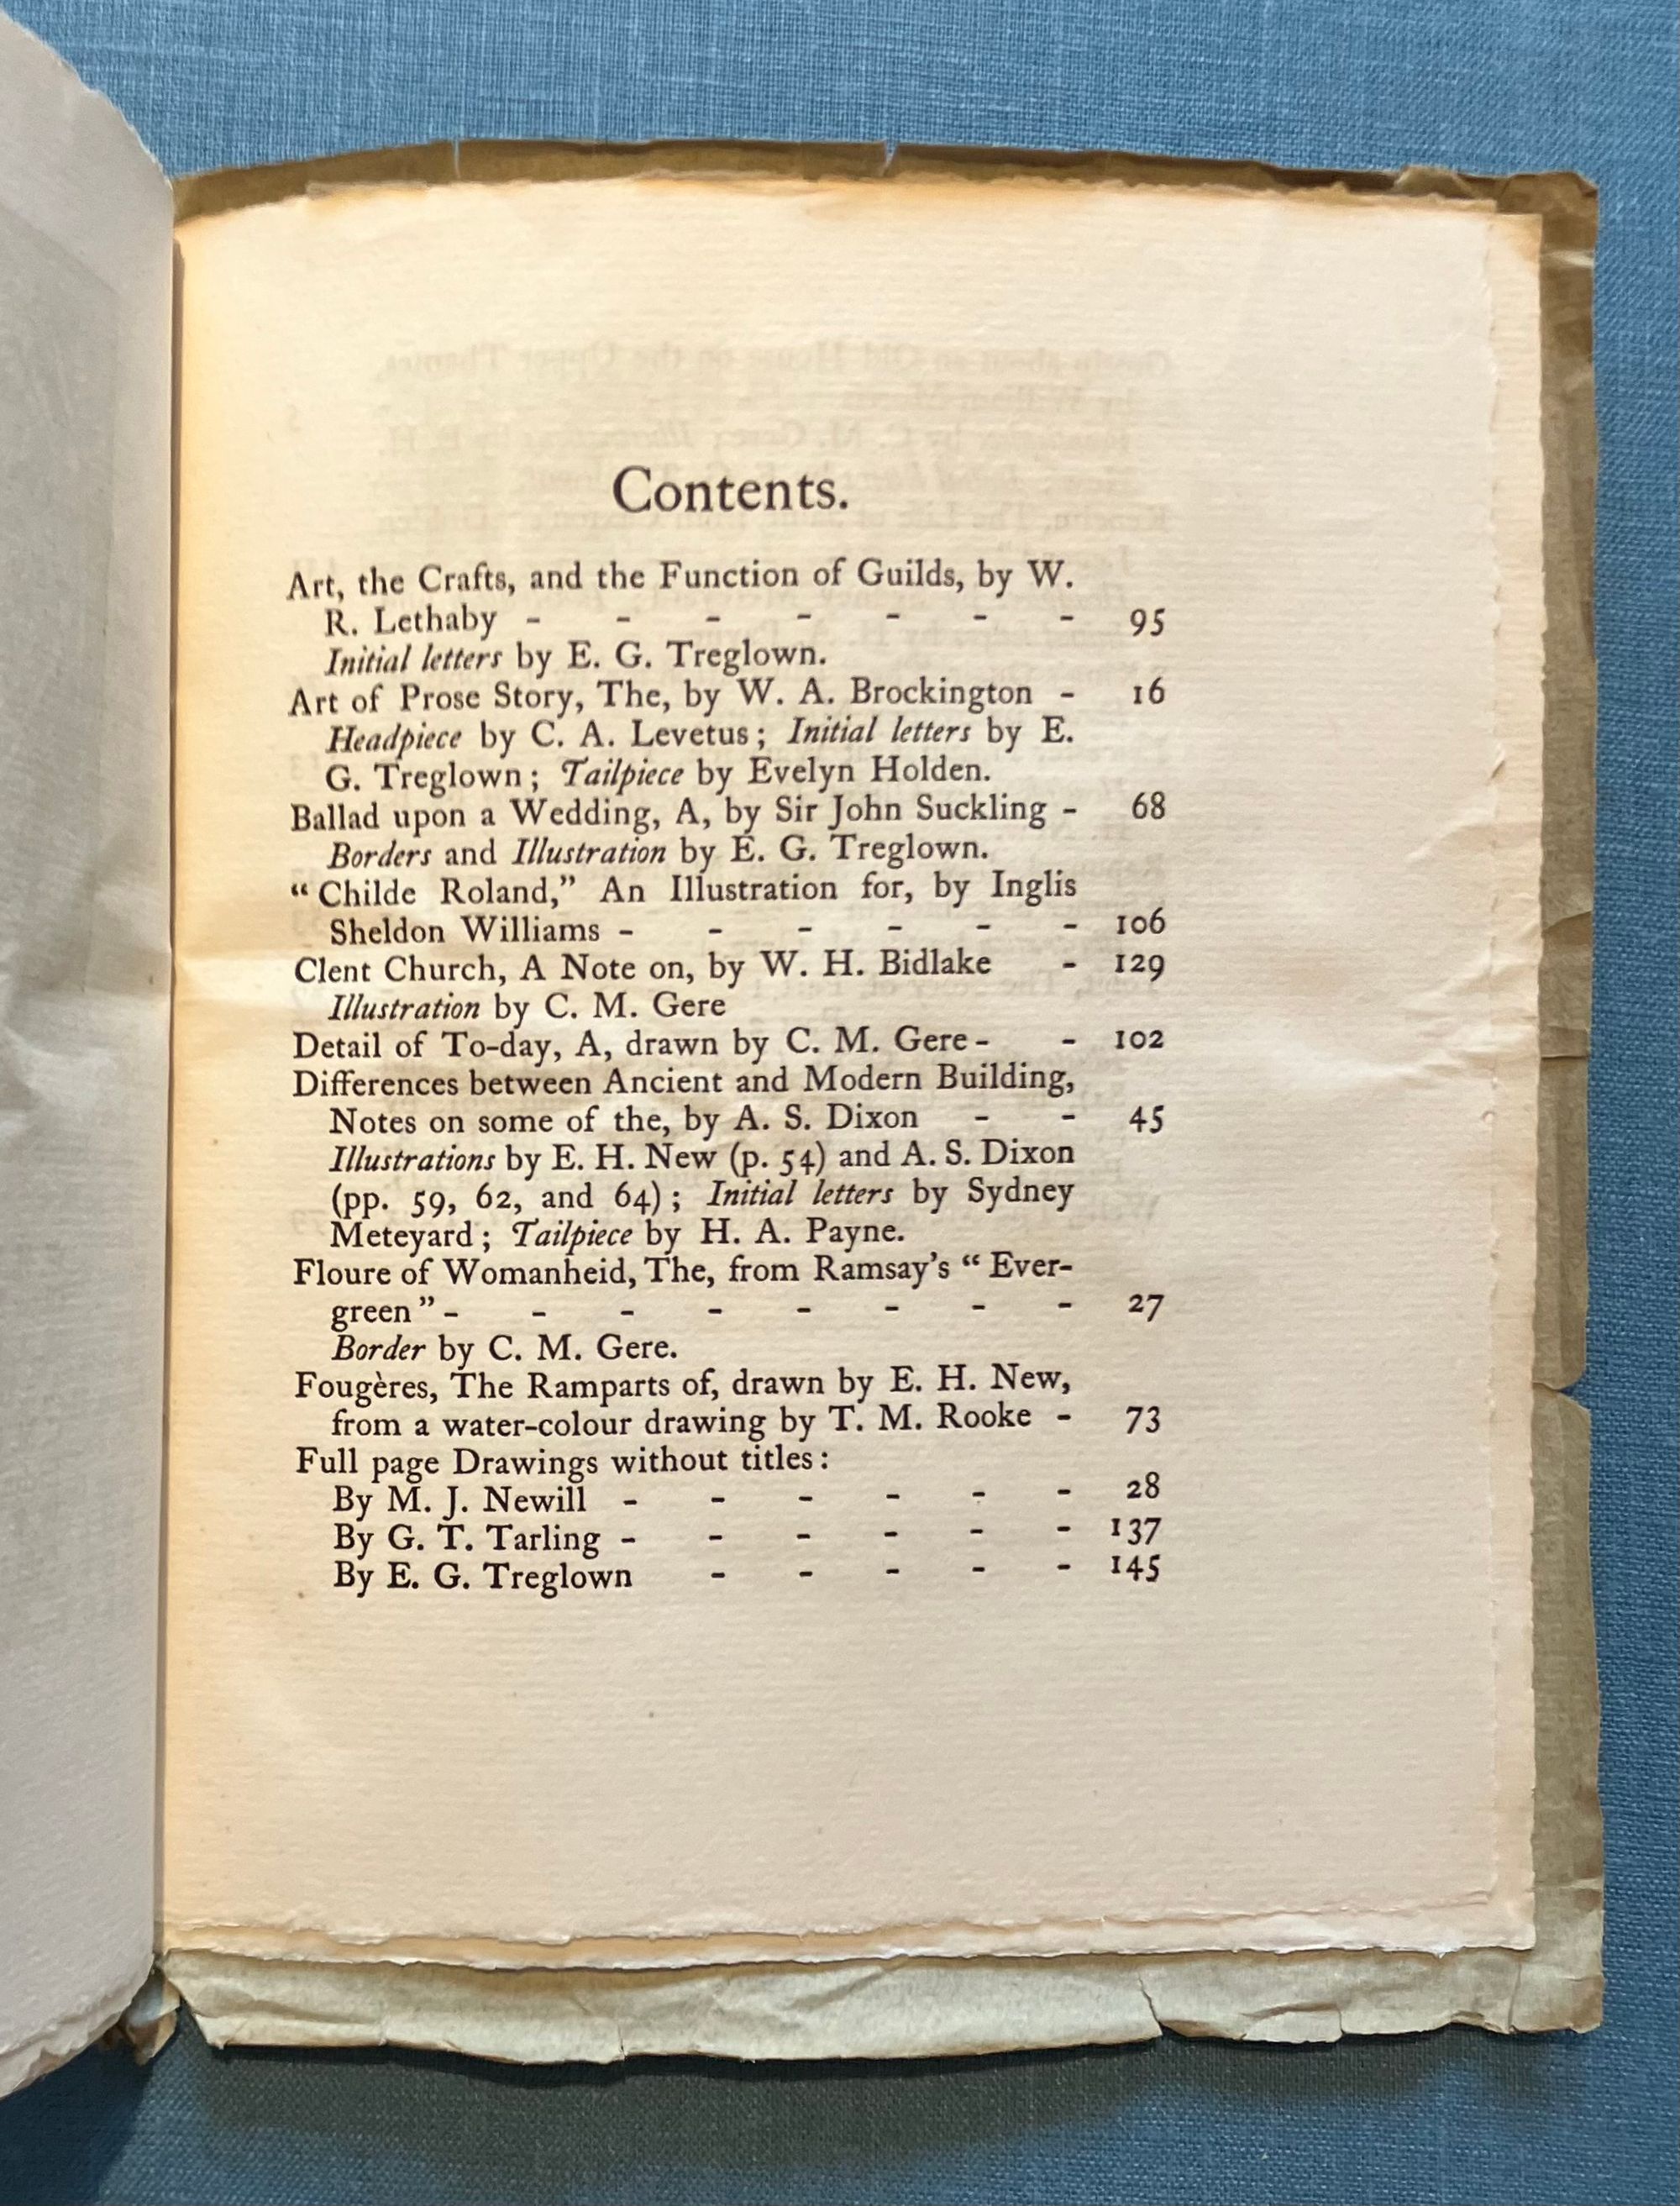 Contents.
Art, the Crafts, and the Function of Guilds, by W.
R. Lethaby - - - - - - - 95
Initial letters by E. G. Treglown.
Art of Prose Story, The, by W. A. Brockington - 16
Headpiece by C. A. Levetus; Initial letters by E.
G. Treglown; Tailpiece by Evelyn Holden.
Ballad upon a Wedding, A, by Sir John Suckling - 68
Borders and Illustration by E. G. Treglown.
“Childe Roland,” An Illustration for, by Inglis
Sheldon Williams - - - - - - 106
Clent Church, A Note on, by W. H. Bidlake - 129
Illustration by C. M. Gere
Detail of To-day, A, drawn by C. M. Gere - - 102
Differences between Ancient and Modern Building,
Notes on some of the, by A. S. Dixon - - 45
Illustrations by E. H. New (p. 54) and A. S. Dixon
(pp. 59, 62, and 64); Initial letters by Sydney
Meteyard; Tailpiece by H. A. Payne.
Floure of Womanheid, The, from Ramsay's “Ever-
green” - - - - - - - - 27
Border by C. M. Gere.
Fougères, The Ramparts of, drawn by E. H. New,
from a water-colour drawing by T. M. Rooke - 73
Full page Drawings without titles:
By M. J. Newill - - - - - - 28
By G. T. Tarling - - - - - - 137
By E. G. Treglown - - - - - 145